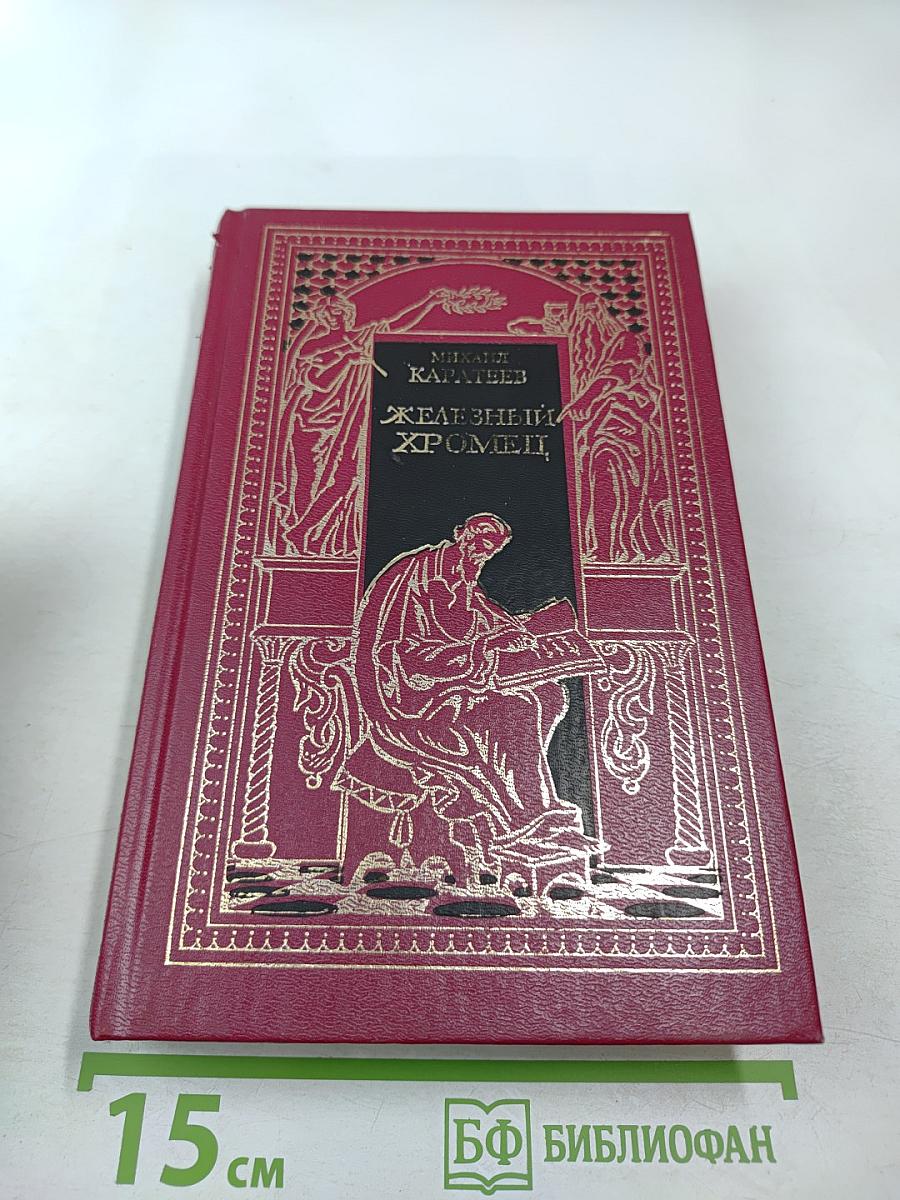 МИХАИЛ
КАРАТЕЕВ
ЖЕЛЕЗНЫЙ
ХРОМЕЦ
15 см
БФ БИБЛИОФАН